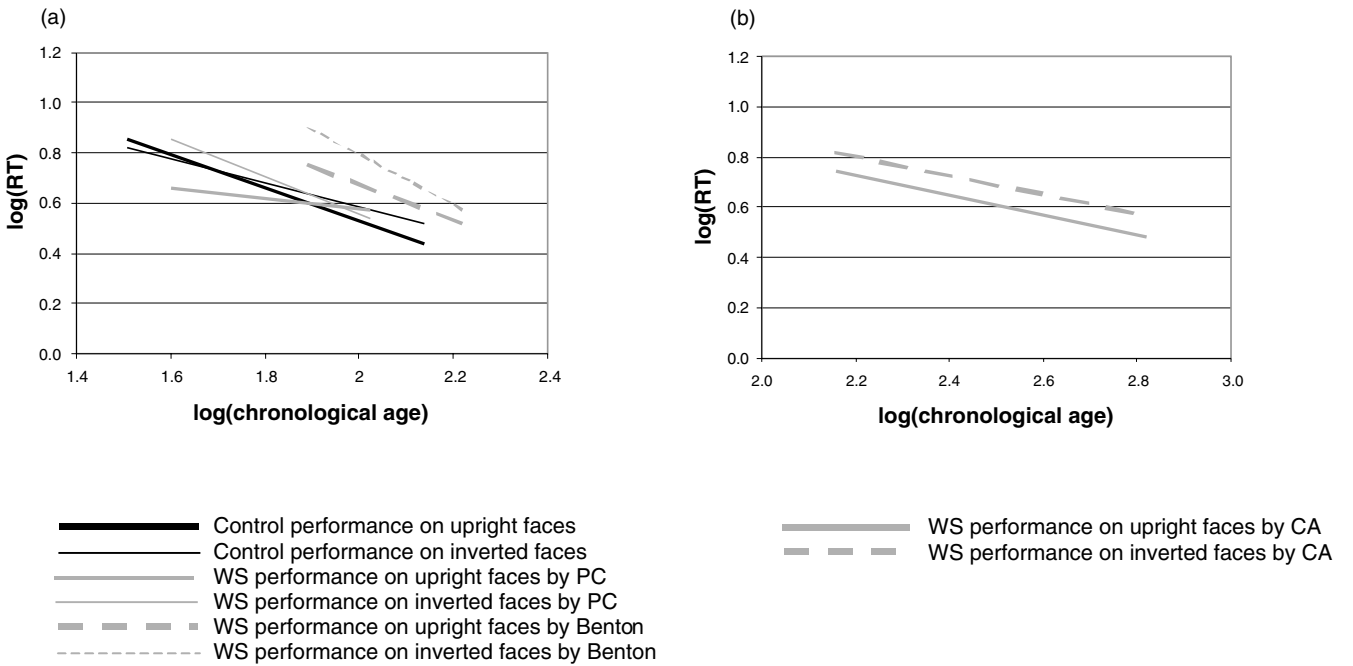 (a)
1.2
1.0
0.8
0.6
0.4
0.2
0.0
log(RT)
1.4 1.6 1.8 2 2.2 2.4
log(chronological age)
(b)
1.2
1.0
0.8
0.6
0.4
0.2
0.0
log(RT)
2.0 2.2 2.4 2.6 2.8 3.0
log(chronological age)
Control performance on upright faces
Control performance on inverted faces
WS performance on upright faces by PC
WS performance on inverted faces by PC
WS performance on upright faces by Benton
WS performance on inverted faces by Benton
WS performance on upright faces by CA
WS performance on inverted faces by CA